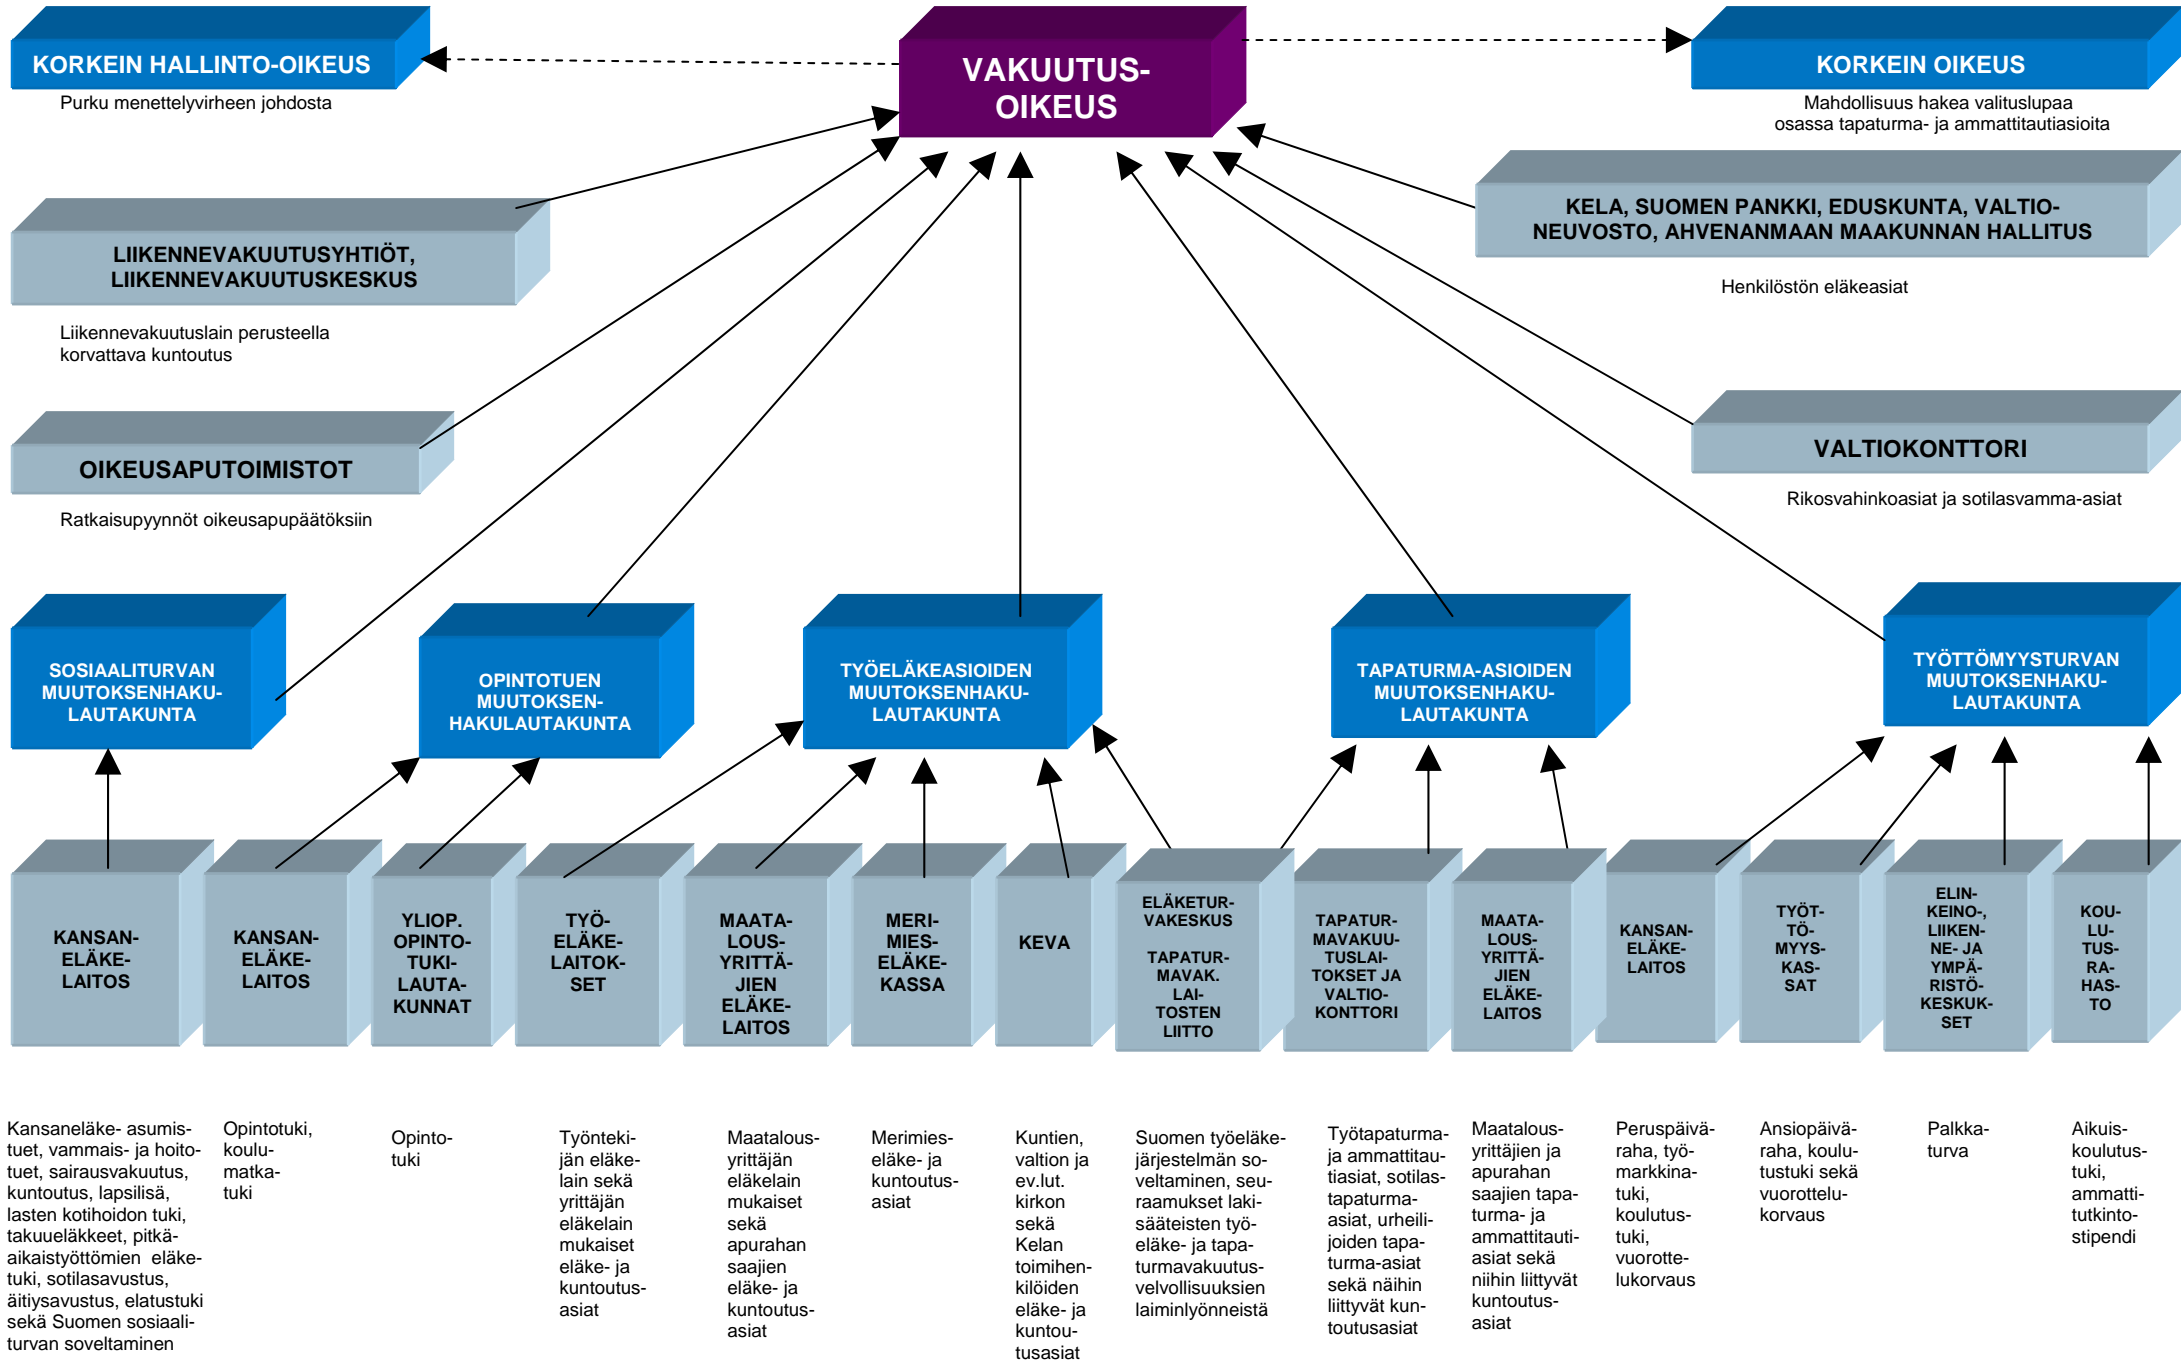 KORKEIN HALLINTO-OIKEUS
Purku menettelyvirheen johdosta
VAKUUTUS-
OIKEUS
KORKEIN OIKEUS
Mahdollisuus hakea valituslupaa
osassa tapaturma- ja ammattitautiasioita
LIIKENNEVAKUUTUSYHTIÖT,
LIIKENNEVAKUUTUSKESKUS
Liikennevakuutuslain perusteella
korvattava kuntoutus
KELA, SUOMEN PANKKI, EDUSKUNTA, VALTIO-
NEUVOSTO, AHVENANMAAN MAAKUNNAN HALLITUS
Henkilöstön eläkeasiat
OIKEUSAPUTOIMISTOT
Ratkaisupyynnöt oikeusapupäätöksiin
VALTIOKONTTORI
Rikosvahinkoasiat ja sotilasvamma-asiat
SOSIAALITURVAN
MUUTOKSENHAKU-
LAUTAKUNTA
OPINTOTUEN
MUUTOKSEN-
HAKULAUTAKUNTA
TYÖELÄKEASIOIDEN
MUUTOKSENHAKU-
LAUTAKUNTA
TAPATURMA-ASIOIDEN
MUUTOKSENHAKU-
LAUTAKUNTA
TYÖTTÖMYYSTURVAN
MUUTOKSENHAKU-
LAUTAKUNTA
KANSAN-
ELÄKE-
LAITOS
KANSAN-
ELÄKE-
LAITOS
YLIOP.
OPINTO-
TUKI-
LAUTA-
KUNNAT
TYÖ-
ELÄKE-
LAITOK-
SET
MAATA-
LOUS-
YRITTÄ-
JIEN
ELÄKE-
LAITOS
MERI-
MIES-
ELÄKE-
KASSA
KEVA
ELÄKETUR-
VAKESKUS
TAPATUR-
MAVAK.
LAI-
TOSTEN
LIITTO
TAPATUR-
MAVAKUU-
TUSLAI-
TOKSET JA
VALTIO-
KONTTORI
MAATA-
LOUS-
YRITTÄ-
JIEN
ELÄKE-
LAITOS
KANSAN-
ELÄKE-
LAITOS
TYÖT-
TÖ-
MYYS-
KAS-
SAT
ELIN-
KEINO-,
LIIKEN-
NE- JA
YMPÄ-
RISTÖ-
KESKUK-
SET
KOU-
LU-
TUS-
RA-
HAS-
TO
Kansaneläke- asumis-
tuet, vammais- ja hoito-
tuet, sairausvakuutus,
kuntoutus, lapsilisä,
lasten kotihoidon tuki,
takuueläkkeet, pitkä-
aikaistyöttömien eläke-
tuki, sotilasavustus,
äitiysavustus, elatustuki
sekä Suomen sosiaali-
turvan soveltaminen
Opintotuki,
koulu-
matka-
tuki
Opinto-
tuki
Työnteki-
jän eläke-
lain sekä
yrittäjän
eläkelain
mukaiset
eläke- ja
kuntoutus-
asiat
Maatalous-
yrittäjän
eläkelain
mukaiset
sekä
apurahan
saajien
eläke- ja
kuntoutus-
asiat
Merimies-
eläke- ja
kuntoutus-
asiat
Kuntien,
valtion ja
ev.lut.
kirkon
sekä
Kelan
toimihen-
kilöiden
eläke- ja
kuntou-
tusasiat
Suomen työeläke-
järjestelmän so-
veltaminen, seu-
raamukset laki-
sääteisten työ-
eläke- ja tapa-
turmavakuutus-
velvollisuuksien
laiminlyönneistä
Työtapaturma-
ja ammattitau-
tiasiat, sotilas-
tapaturma-
asiat, urheili-
joiden tapa-
turma-asiat
sekä näihin
liittyvät kun-
toutusasiat
Maatalous-
yrittäjien ja
apurahan
saajien tapa-
turma- ja
ammattitauti-
asiat sekä
niihin liittyvät
kuntoutus-
asiat
Peruspäivä-
raha, työ-
markkina-
tuki,
koulutus-
tuki,
vuorotte-
lukorvaus
Ansiopäivä-
raha, koulu-
tustuki sekä
vuorottelu-
korvaus
Palkka-
turva
Aikuis-
koulutus-
tuki,
ammatti-
tutkinto-
stipendi